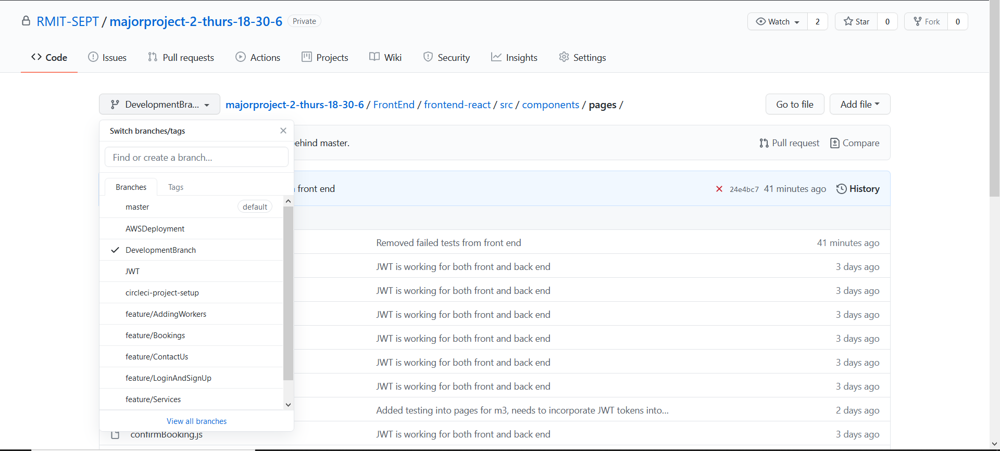 RMIT-SEPT / majorproject-2-thurs-18-30-6 Private
Watch 2 Star 0 Fork 0
Code Issues Pull requests Actions Projects Wiki Security Insights Settings
DevelopmentBra... majorproject-2-thurs-18-30-6 / FrontEnd / frontend-react / src / components / pages / Go to file Add file
Switch branches/tags
ehind master. Pull request Compare
Find or create a branch...
Branches Tags
front end 24e4bc7 41 minutes ago History
master default
AWSDeployment
DevelopmentBranch
JWT
circleci-project-setup
feature/AddingWorkers
feature/Bookings
feature/ContactUs
feature/LoginAndSignUp
feature/Services
View all branches
Removed failed tests from front end 41 minutes ago
JWT is working for both front and back end 3 days ago
JWT is working for both front and back end 3 days ago
JWT is working for both front and back end 3 days ago
JWT is working for both front and back end 3 days ago
JWT is working for both front and back end 3 days ago
JWT is working for both front and back end 3 days ago
Added testing into pages for m3, needs to incorporate JWT tokens into... 2 days ago
confirmBooking.js JWT is working for both front and back end 3 days ago